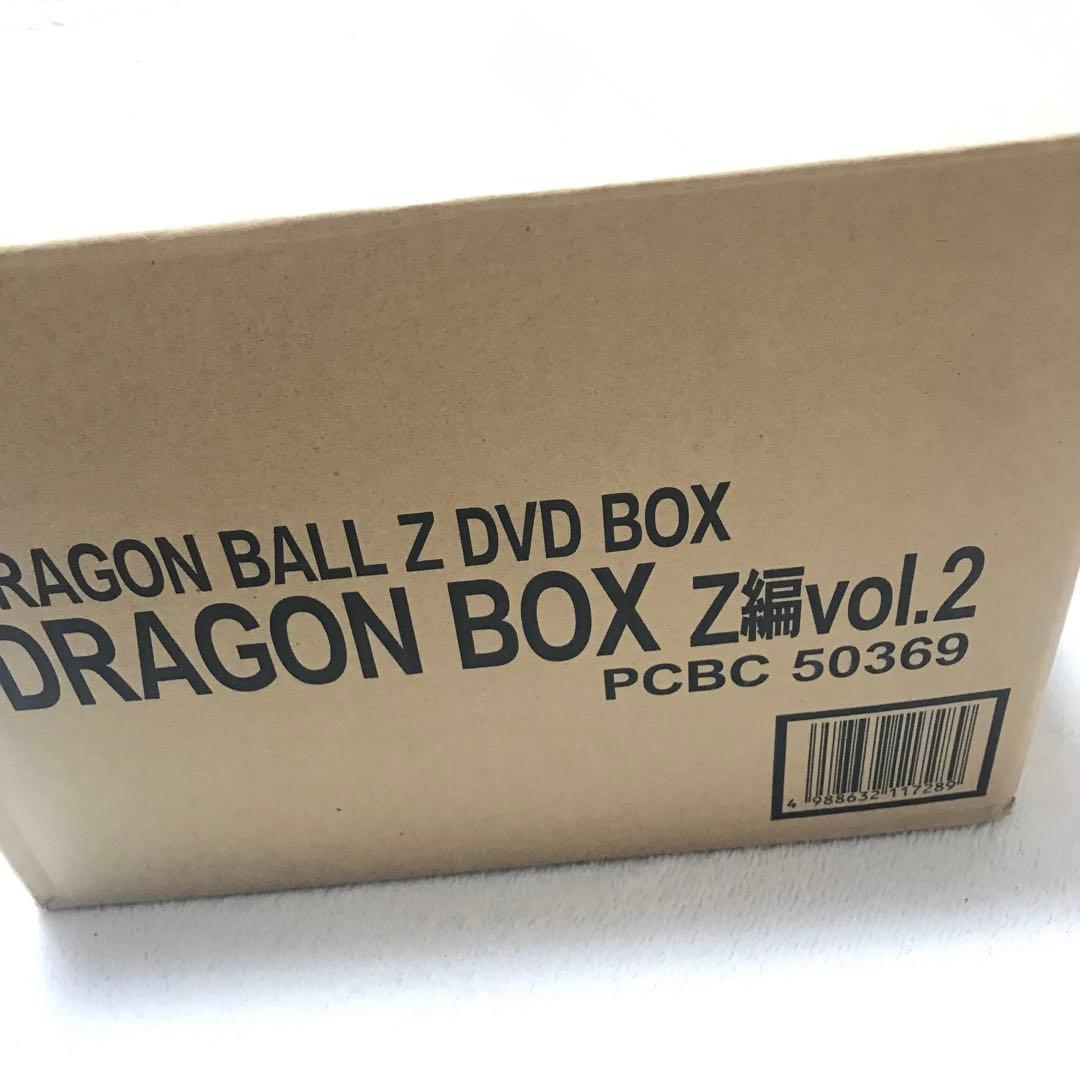 RAGON BALL Z DVD BOX
DRAGON BOX Z編vol.2
PCBC 50369
4 988632 117289